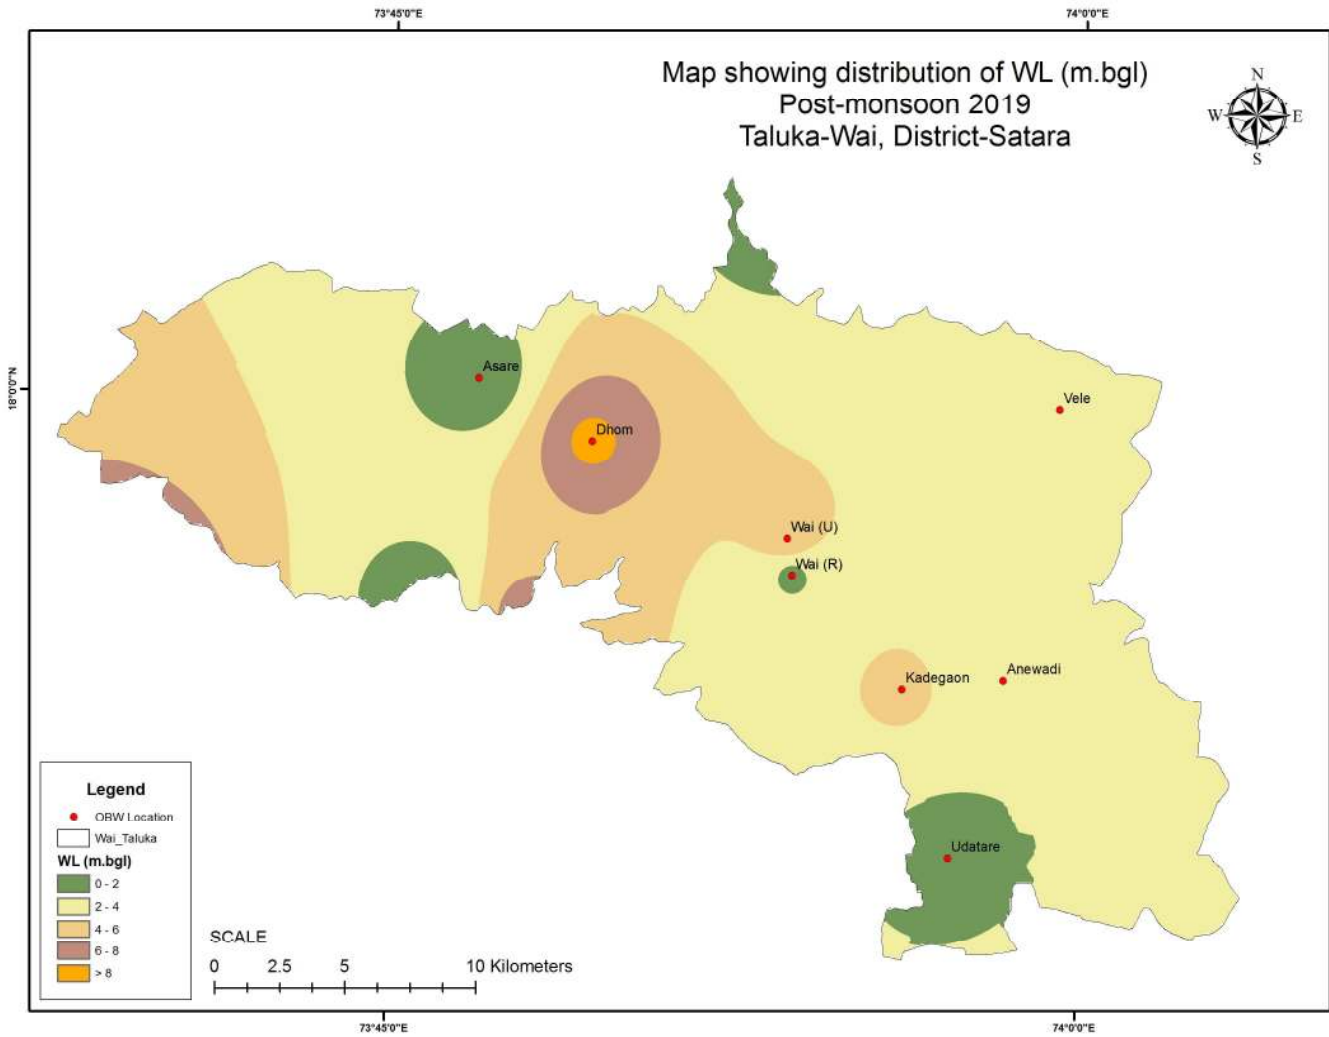 73°45'0"E
74°0'0"E
Map showing distribution of WL (m.bgl)
Post-monsoon 2019
Taluka-Wai, District-Satara
N
W E
S
18°0'0"N
Asare
Vele
Dhom
Wai (U)
Wai (R)
Kadegaon
Anewadi
Udatare
Legend
OBW Location
Wai_Taluka
WL (m.bgl)
0 - 2
2 - 4
4 - 6
6 - 8
> 8
SCALE
0 2.5 5 10 Kilometers
73°45'0"E
74°0'0"E